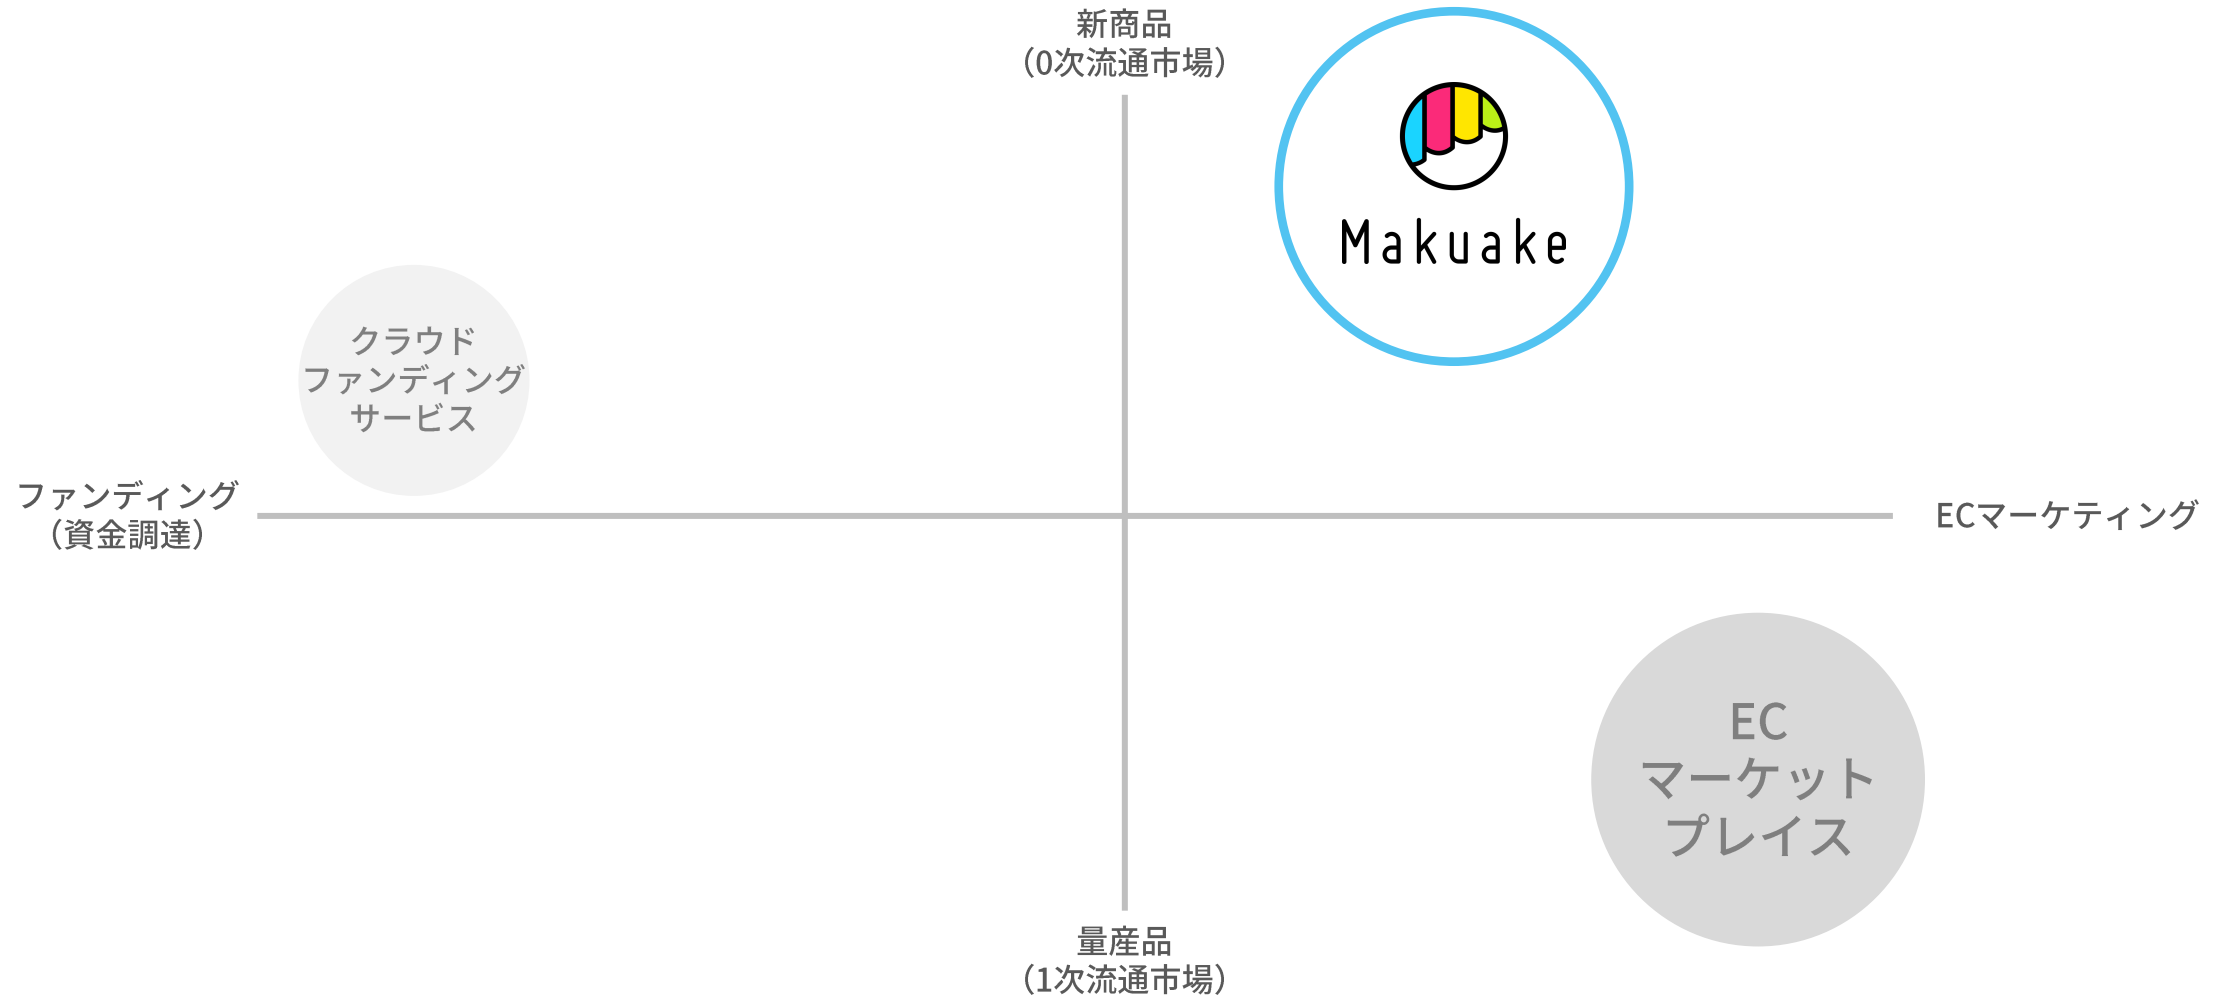 新商品
（0次流通市場）
Makuake
クラウド
ファンディング
サービス
ファンディング
（資金調達）
ECマーケティング
EC
マーケット
プレイス
量産品
（1次流通市場）